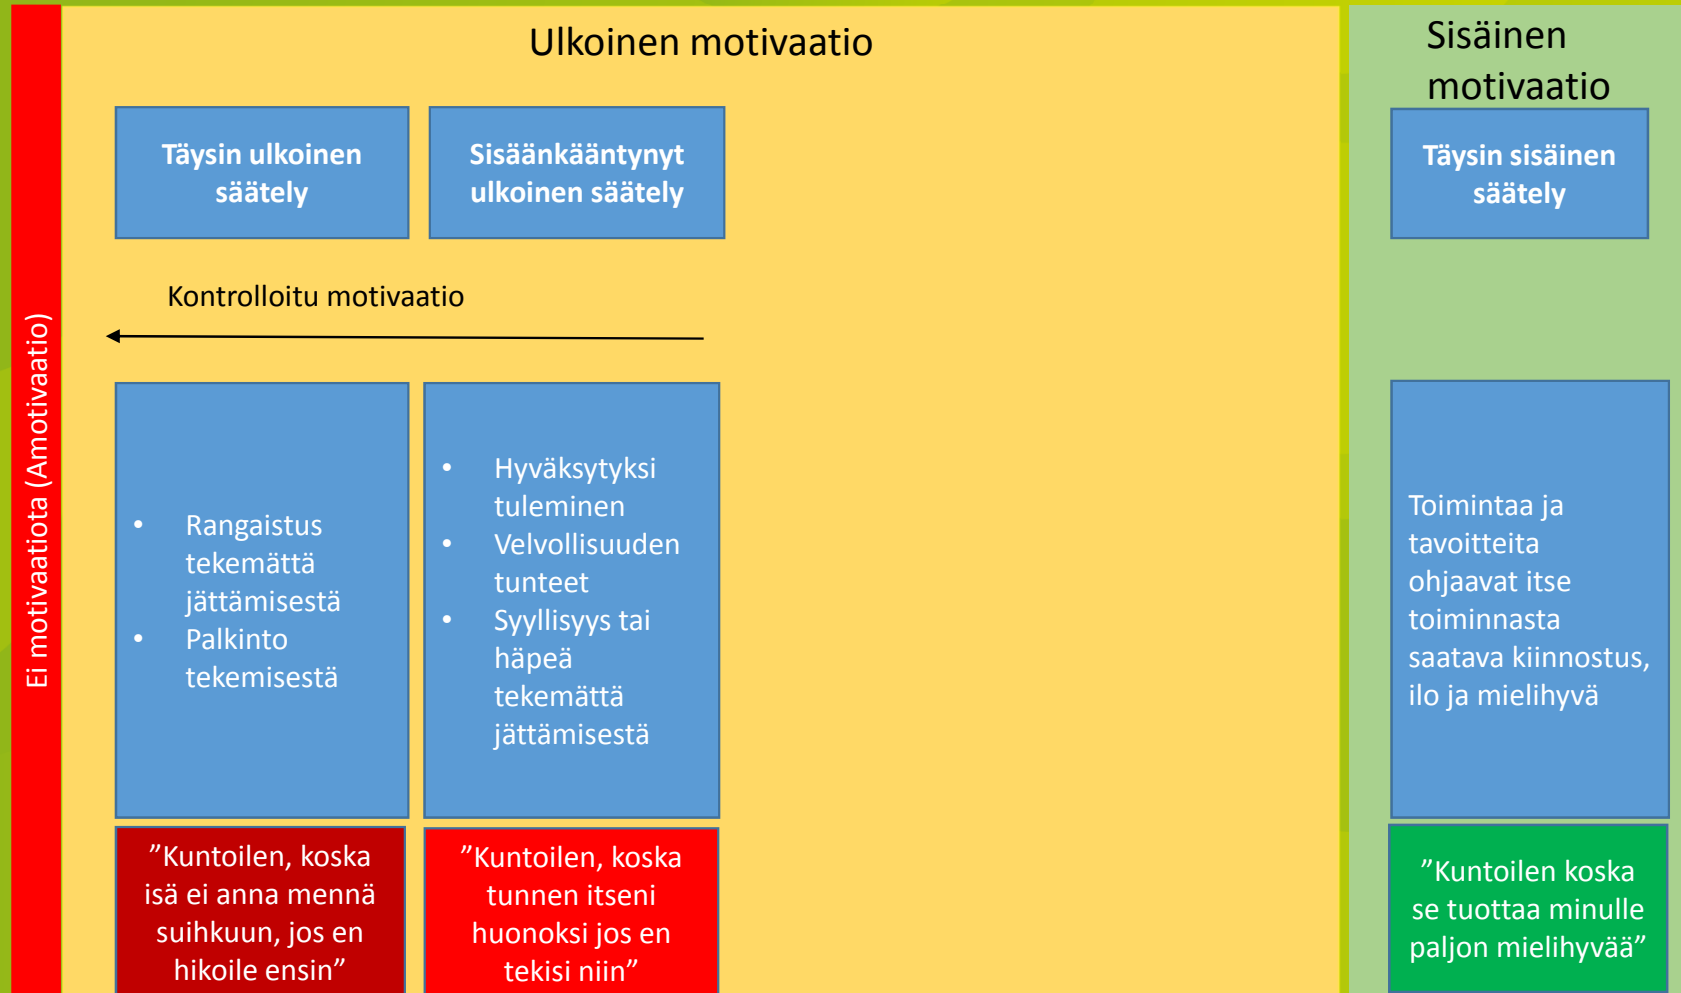 Ulkoinen motivaatio
Sisäinen
motivaatio
Täysin ulkoinen
säätely
Sisäänkääntynyt
ulkoinen säätely
Täysin sisäinen
säätely
Kontrolloitu motivaatio
Ei motivaatiota (Amotivaatio)
• Rangaistus
tekemättä
jättämisestä
• Palkinto
tekemisestä
• Hyväksytyksi
tuleminen
• Velvollisuuden
tunteet
• Syyllisyys tai
häpeä
tekemättä
jättämisestä
Toimintaa ja
tavoitteita
ohjaavat itse
toiminnasta
saatava kiinnostus,
ilo ja mielihyvä
”Kuntoilen, koska
isä ei anna mennä
suihkuun, jos en
hikoile ensin”
”Kuntoilen, koska
tunnen itseni
huonoksi jos en
tekisi niin”
”Kuntoilen koska
se tuottaa minulle
paljon mielihyvää”